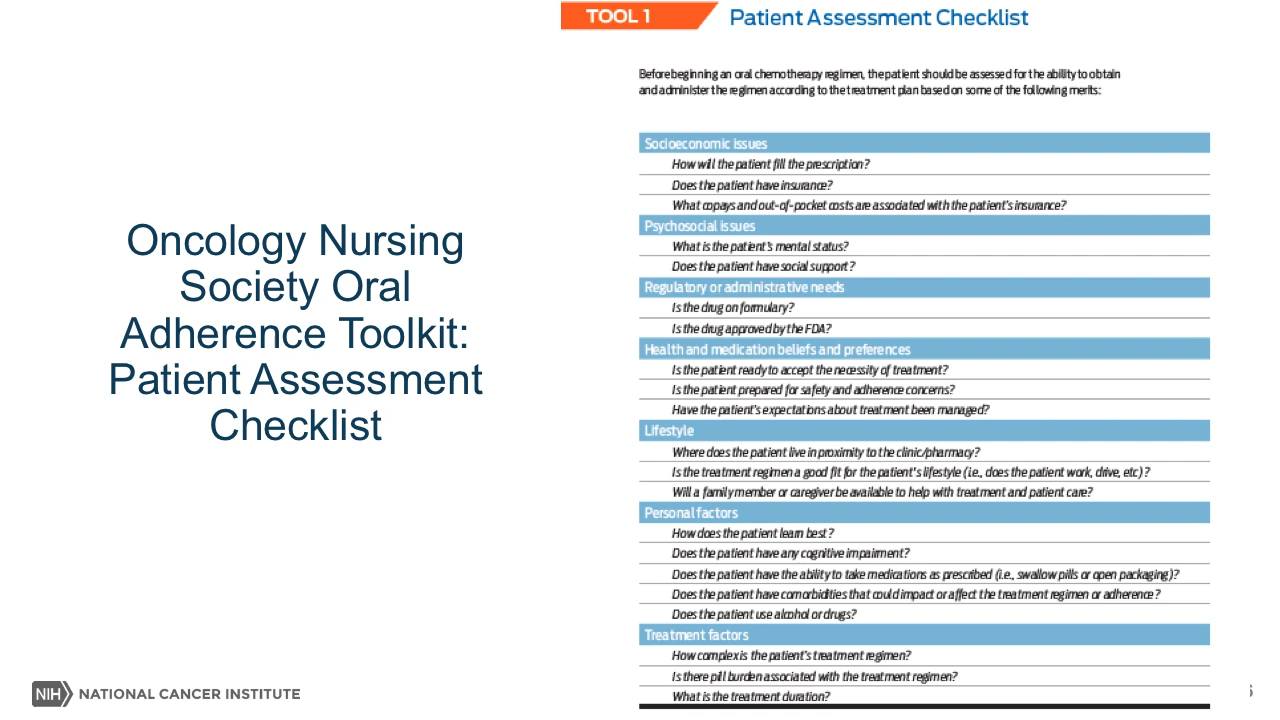 TOOL 1
Patient Assessment Checklist
Before beginning an oral chemotherapy regimen, the patient should be assessed for the ability to obtain
and administer the regimen according to the treatment plan based on some of the following merits:
Socioeconomic issues
How will the patient fill the prescription?
Does the patient have insurance?
What copays and out-of-pocket costs are associated with the patient's insurance?
Psychosocial issues
What is the patient's mental status?
Does the patient have social support?
Regulatory or administrative needs
Is the drug on formulary?
Is the drug approved by the FDA?
Health and medication beliefs and preferences
Is the patient ready to accept the necessity of treatment?
Is the patient prepared for safety and adherence concerns?
Have the patient's expectations about treatment been managed?
Lifestyle
Where does the patient live in proximity to the clinic/pharmacy?
Is the treatment regimen a good fit for the patient's lifestyle (i.e., does the patient work, drive, etc)?
Will a family member or caregiver be available to help with treatment and patient care?
Personal factors
How does the patient learn best?
Does the patient have any cognitive impairment?
Does the patient have the ability to take medications as prescribed (i.e., swallow pills or open packaging)?
Does the patient have comorbidities that could impact or affect the treatment regimen or adherence?
Does the patient use alcohol or drugs?
Treatment factors
How complex is the patient's treatment regimen?
Is there pill burden associated with the treatment regimen?
What is the treatment duration?
Oncology Nursing
Society Oral
Adherence Toolkit:
Patient Assessment
Checklist
NIH NATIONAL CANCER INSTITUTE